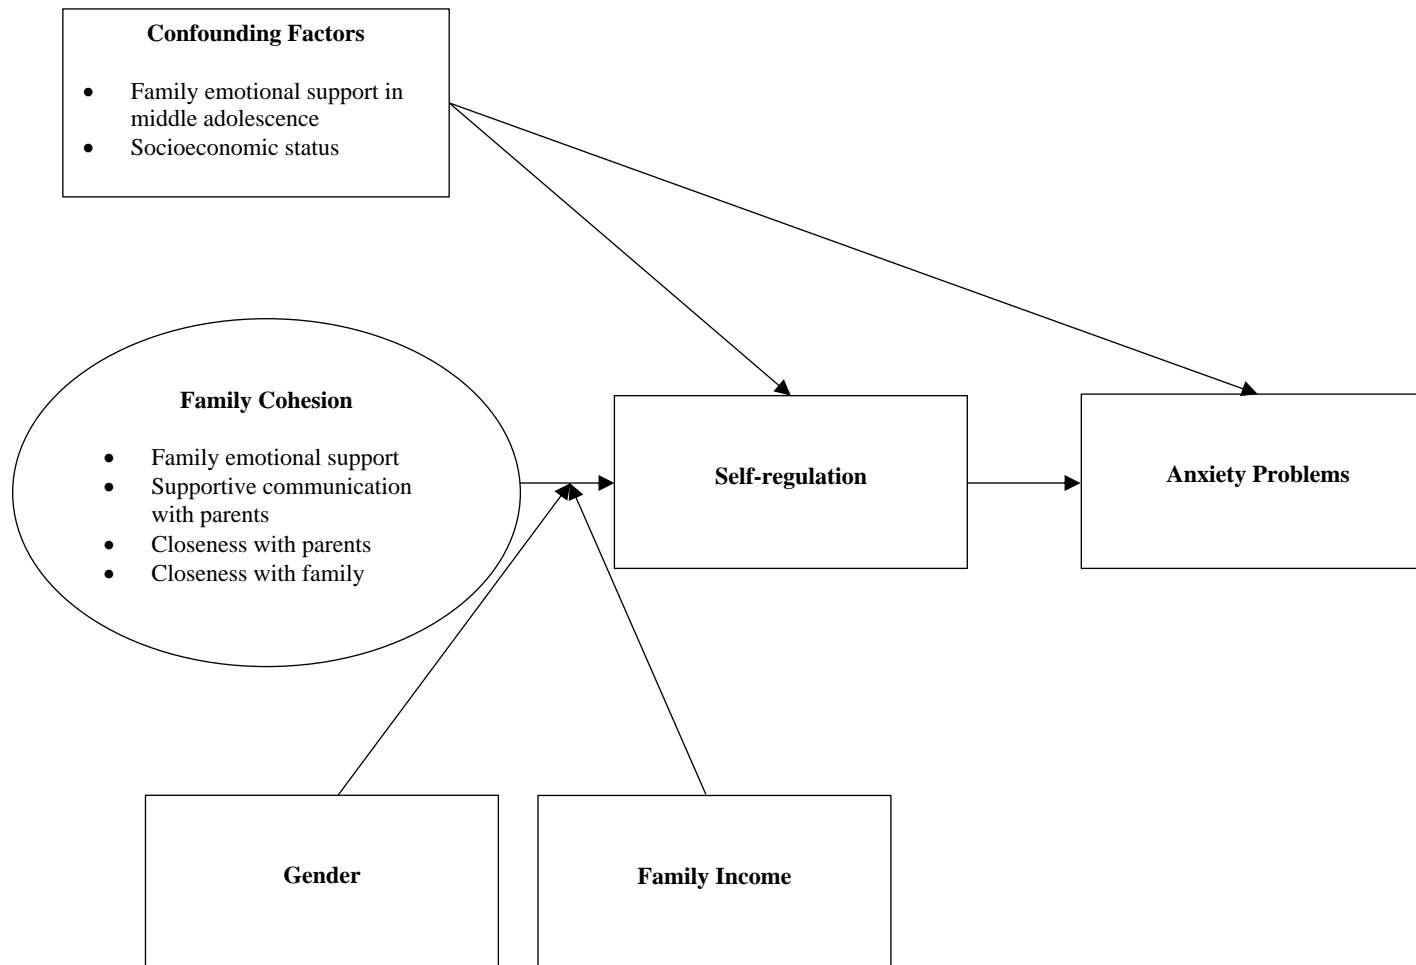 Confounding Factors
• Family emotional support in
middle adolescence
• Socioeconomic status
Family Cohesion
• Family emotional support
• Supportive communication
with parents
• Closeness with parents
• Closeness with family
Self-regulation
Anxiety Problems
Gender
Family Income